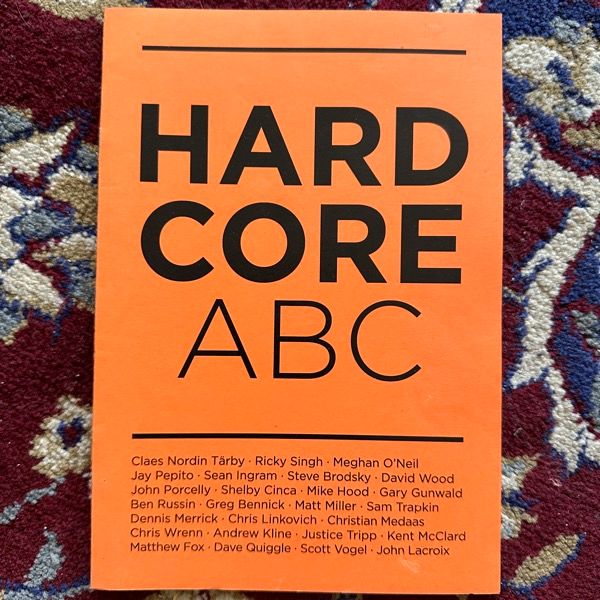 HARD
CORE
ABC
Claes Nordin Tärby · Ricky Singh · Meghan O'Neil
Jay Pepito · Sean Ingram · Steve Brodsky · David Wood
John Porcelly · Shelby Cinca · Mike Hood · Gary Gunwald
Ben Russin · Greg Bennick · Matt Miller · Sam Trapkin
Dennis Merrick · Chris Linkovich · Christian Medaas
Chris Wrenn · Andrew Kline · Justice Tripp · Kent McClard
Matthew Fox · Dave Quiggle · Scott Vogel · John Lacroix